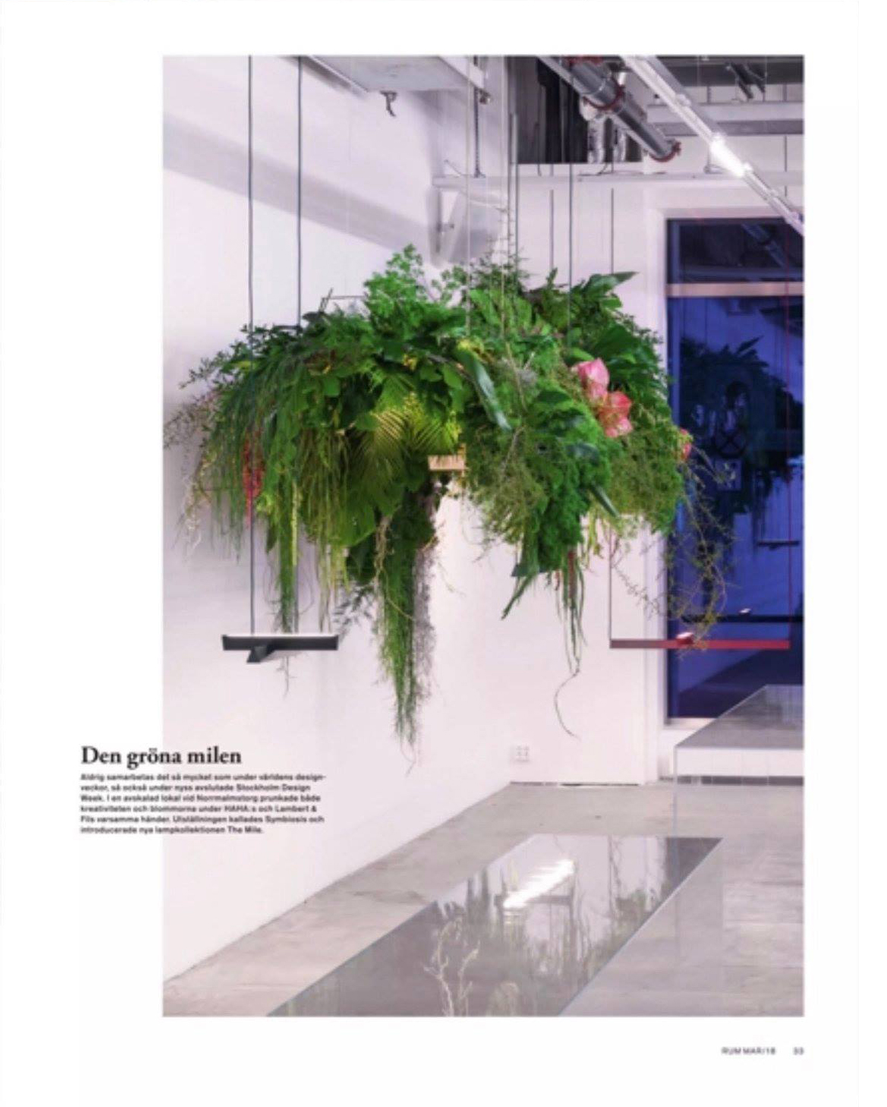 Den gröna milen
Aldrig samarbetas det så mycket som under världens design-
veckor, så också under nyss avslutade Stockholm Design
Week. I en avskalad lokal vid Norrmalmstorg prunkade både
kreativiteten och blommorna under HAHA:s och Lambert &
Fils varsamma händer. Utställningen kallades Symbiosis och
introducerade nya lampkollektionen The Mile.
RUM MAR/18 33